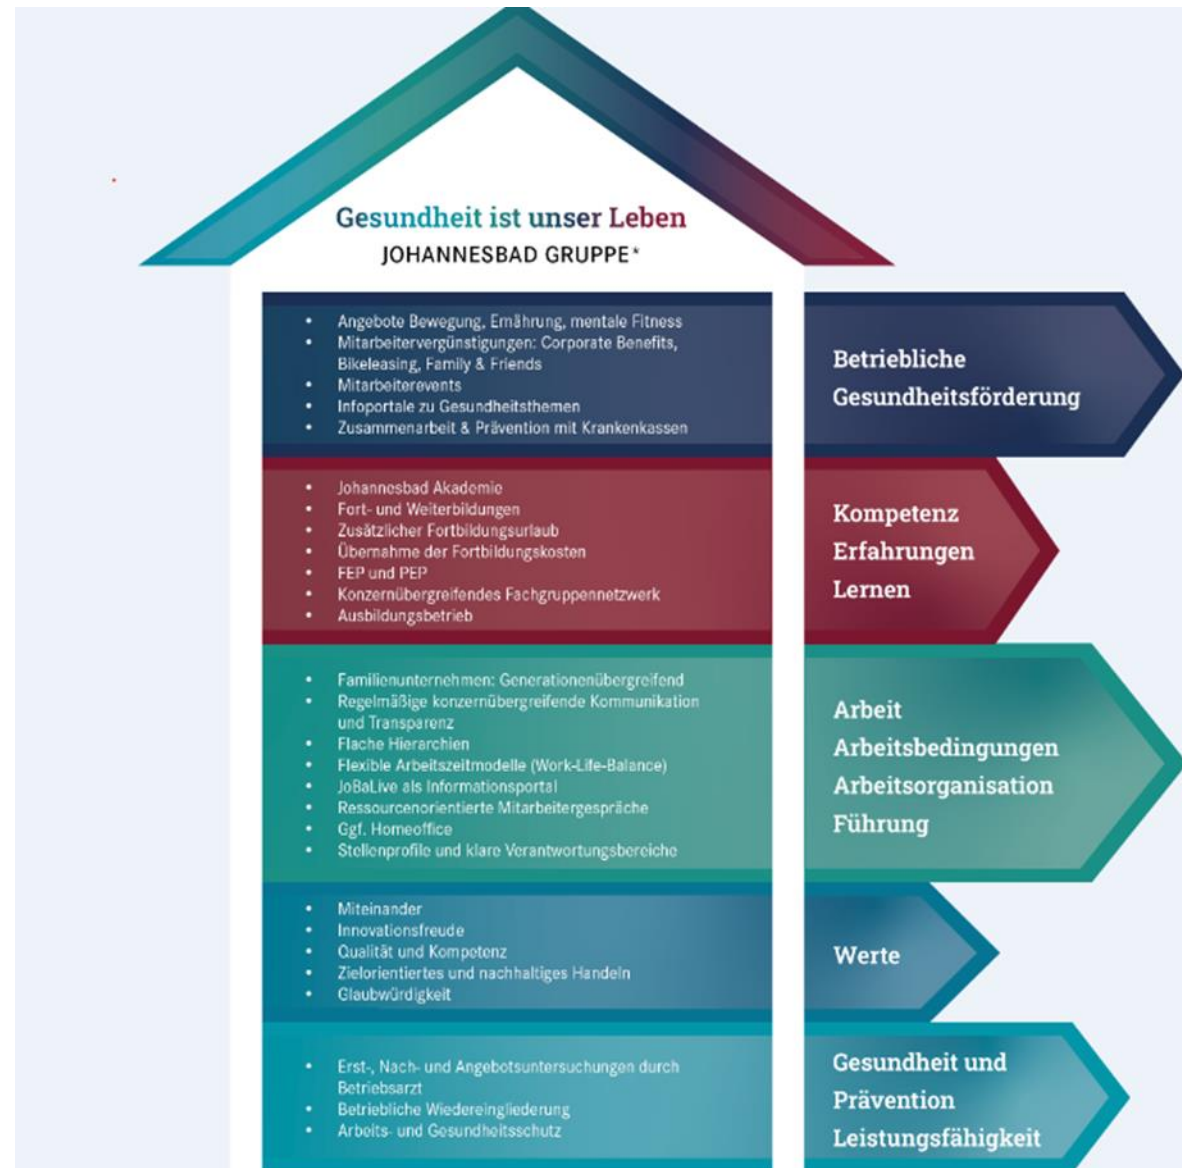 Gesundheit ist unser Leben
JOHANNESBAD GRUPPE*
• Angebote Bewegung, Ernährung, mentale Fitness
• Mitarbeitervergünstigungen: Corporate Benefits,
Bikeleasing, Family & Friends
• Mitarbeiterevents
• Infoportale zu Gesundheitsthemen
• Zusammenarbeit & Prävention mit Krankenkassen
Betriebliche
Gesundheitsförderung
• Johannesbad Akademie
• Fort- und Weiterbildungen
• Zusätzlicher Fortbildungsurlaub
• Übernahme der Fortbildungskosten
• FEP und PEP
• Konzernübergreifendes Fachgruppennetzwerk
• Ausbildungsbetrieb
Kompetenz
Erfahrungen
Lernen
• Familienunternehmen: Generationenübergreifend
• Regelmäßige konzernübergreifende Kommunikation
und Transparenz
• Flache Hierarchien
• Flexible Arbeitszeitmodelle (Work-Life-Balance)
• JoBaLive als Informationsportal
• Ressourcenorientierte Mitarbeitergespräche
• Ggf. Homeoffice
• Stellenprofile und klare Verantwortungsbereiche
Arbeit
Arbeitsbedingungen
Arbeitsorganisation
Führung
• Miteinander
• Innovationsfreude
• Qualität und Kompetenz
• Zielorientiertes und nachhaltiges Handeln
• Glaubwürdigkeit
Werte
• Erst-, Nach- und Angebotsuntersuchungen durch
Betriebsarzt
• Betriebliche Wiedereingliederung
• Arbeits- und Gesundheitsschutz
Gesundheit und
Prävention
Leistungsfähigkeit